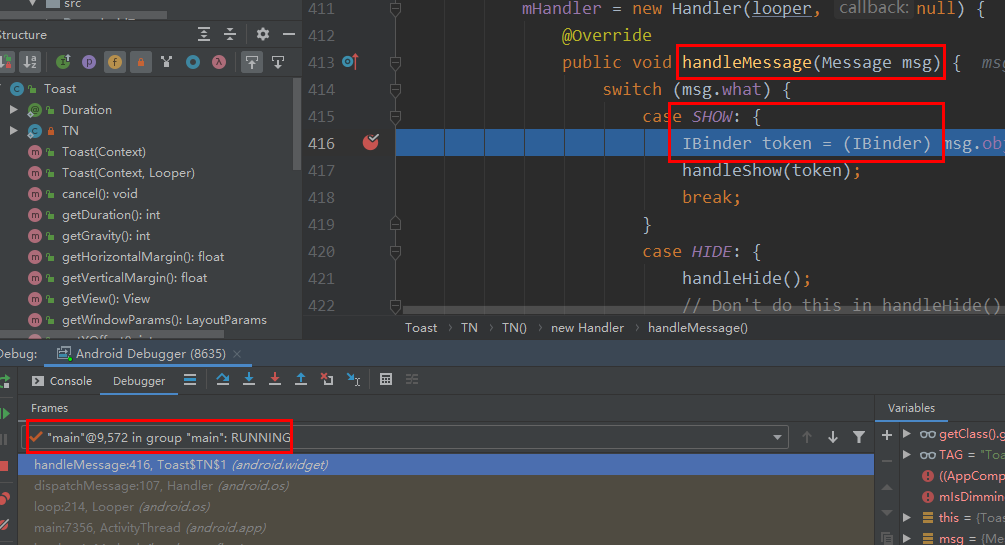 src
Structure
Toast
Duration
TN
Toast(Context)
Toast(Context, Looper)
cancel(): void
getDuration(): int
getGravity(): int
getHorizontalMargin(): float
getVerticalMargin(): float
getView(): View
getWindowParams(): LayoutParams
411 mHandler = new Handler(looper, callback: null) {
412 @Override
413 public void handleMessage(Message msg) { msg
414 switch (msg.what) {
415 case SHOW: {
416 IBinder token = (IBinder) msg.obj
417 handleShow(token);
418 break;
419 }
420 case HIDE: {
421 handleHide();
422 // Don't do this in handleHide()
Toast › TN › TN() › new Handler › handleMessage()
Debug: Android Debugger (8635) ×
Console Debugger
Frames
"main"@9,572 in group "main": RUNNING
handleMessage:416, Toast$TN$1 (android.widget)
dispatchMessage:107, Handler (android.os)
loop:214, Looper (android.os)
main:7356, ActivityThread (android.app)
Variables
getClass().g
TAG = "Toa
((AppComp
mIsDimmin
this = {Toas
msg = {Me